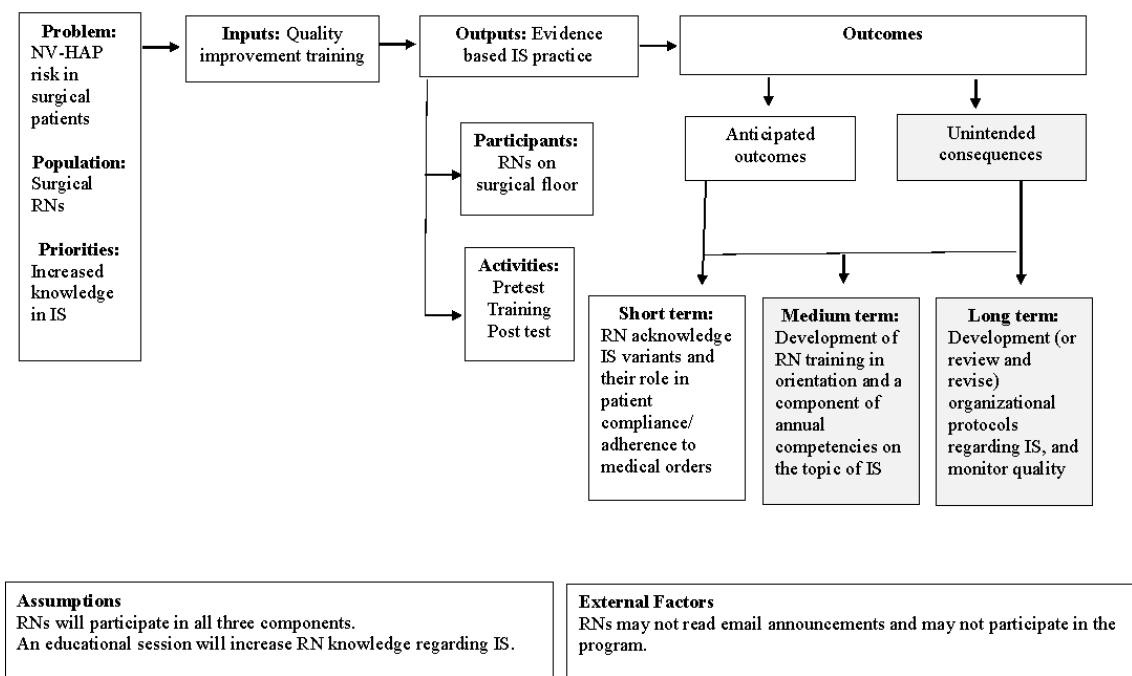 Problem:
NV-HAP
risk in
surgical
patients
Population:
Surgical
RNs
Priorities:
Increased
knowledge
in IS
Inputs: Quality
improvement training
Outputs: Evidence
based IS practice
Participants:
RNs on
surgical floor
Activities:
Pretest
Training
Post test
Outcomes
Anticipated
outcomes
Unintended
consequences
Short term:
RN acknowledge
IS variants and
their role in
patient
compliance/
adherence to
medical orders
Medium term:
Development of
RN training in
orientation and a
component of
annual
competencies on
the topic of IS
Long term:
Development (or
review and
revise)
organizational
protocols
regarding IS, and
monitor quality
Assumptions
RNs will participate in all three components.
An educational session will increase RN knowledge regarding IS.
External Factors
RNs may not read email announcements and may not participate in the
program.